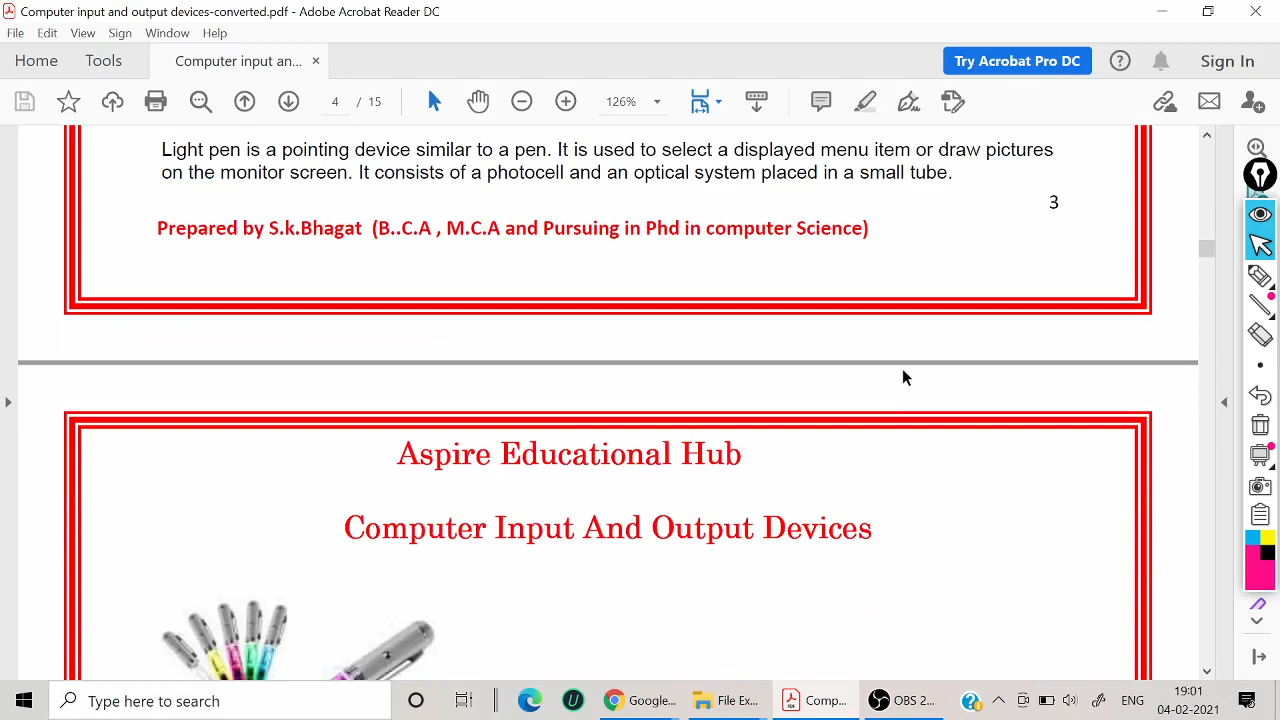 Computer input and output devices-converted.pdf - Adobe Acrobat Reader DC
File Edit View Sign Window Help
Home Tools Computer input an... × Try Acrobat Pro DC Sign In
4 / 15 126%
Light pen is a pointing device similar to a pen. It is used to select a displayed menu item or draw pictures
on the monitor screen. It consists of a photocell and an optical system placed in a small tube.
3
Prepared by S.k.Bhagat (B..C.A , M.C.A and Pursuing in Phd in computer Science)
Aspire Educational Hub
Computer Input And Output Devices
Type here to search Google... File Ex... Comp... OBS 2... ENG 19:01
04-02-2021